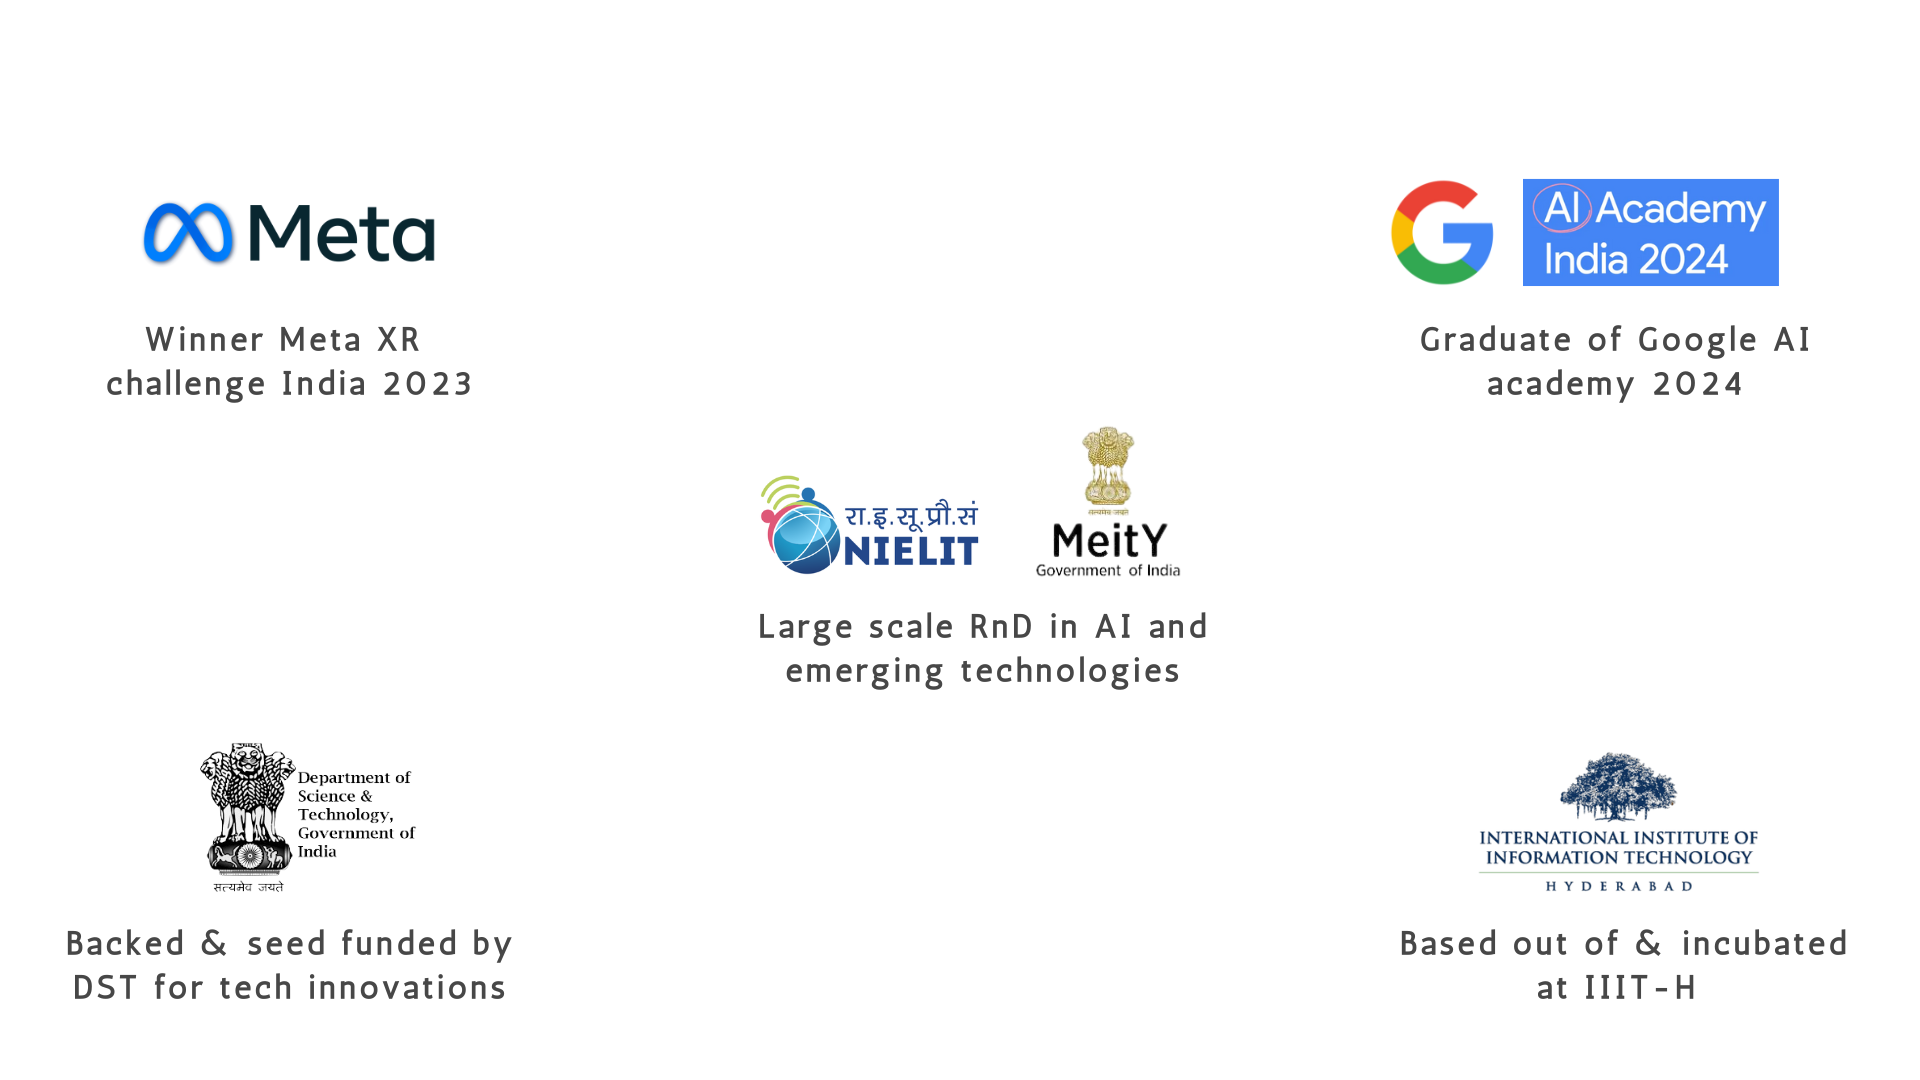 Meta
Winner Meta XR
challenge India 2023
G
AI Academy
India 2024
Graduate of Google AI
academy 2024
रा.इ.सू.प्रौ.सं
NIELIT
सत्यमेव जयते
MeitY
Government of India
Large scale RnD in AI and
emerging technologies
Department of
Science &
Technology,
Government of
India
सत्यमेव जयते
Backed & seed funded by
DST for tech innovations
INTERNATIONAL INSTITUTE OF
INFORMATION TECHNOLOGY
HYDERABAD
Based out of & incubated
at IIIT-H